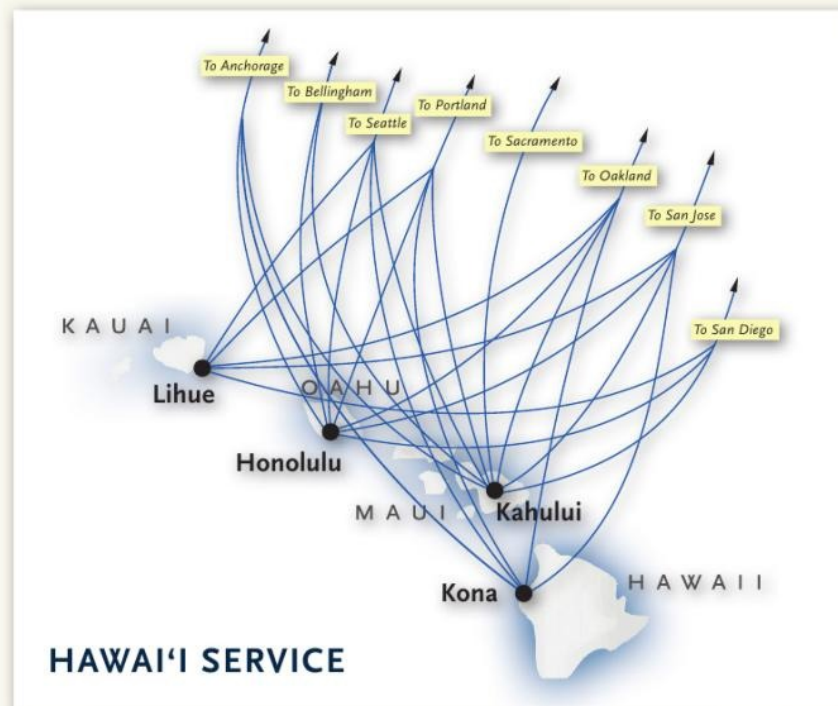 To Anchorage
To Bellingham
To Seattle
To Portland
To Sacramento
To Oakland
To San Jose
To San Diego
KAUAI
Lihue
OAHU
Honolulu
MAUI
Kahului
Kona
HAWAII
HAWAI‘I SERVICE